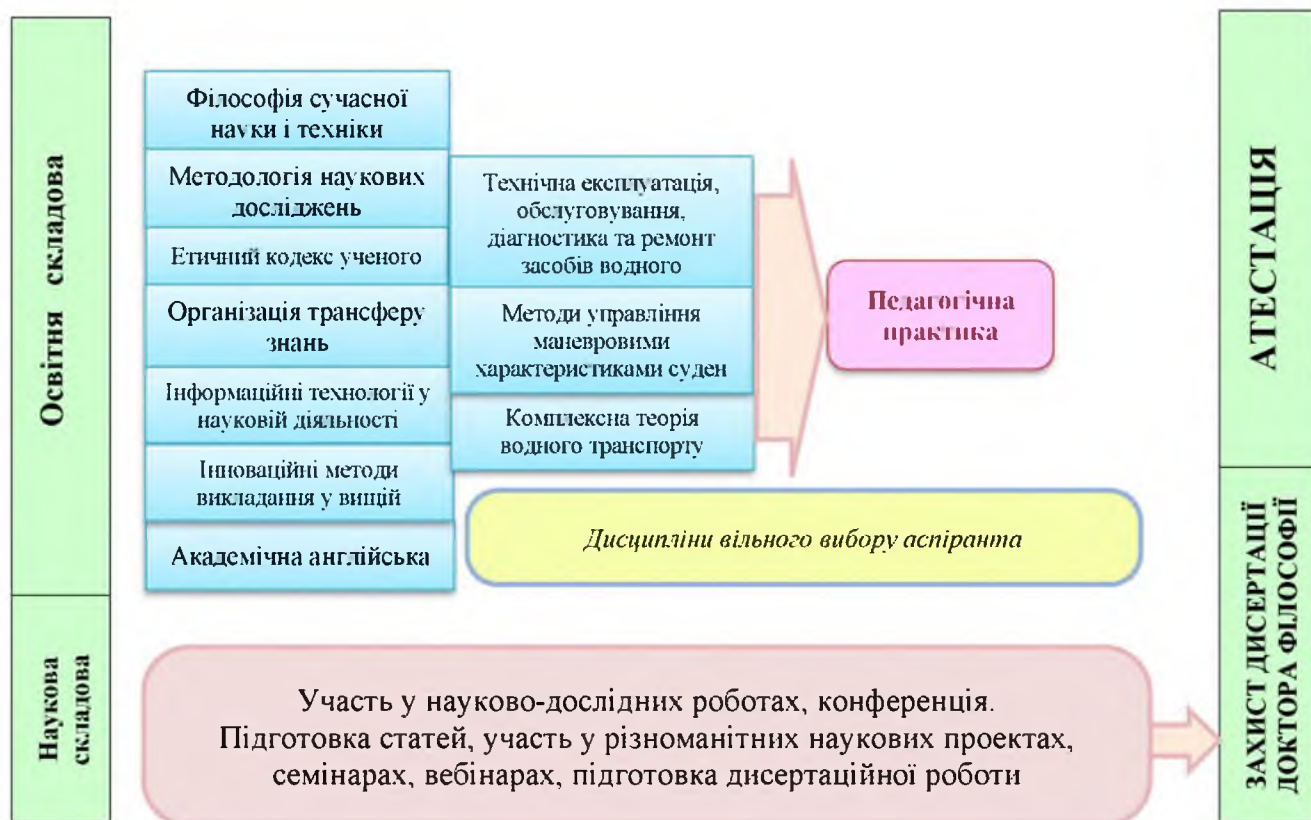 Освітня складова
Філософія сучасної
науки і техніки
Методологія наукових
досліджень
Етичний кодекс ученого
Організація трансферу
знань
Інформаційні технології у
науковій діяльності
Інноваційні методи
викладання у вищій
Академічна англійська
Технічна експлуатація,
обслуговування,
діагностика та ремонт
засобів водного
Методи управління
маневровими
характеристиками суден
Комплексна теорія
водного транспорту
Педагогічна
практика
Дисципліни вільного вибору аспіранта
АТЕСТАЦІЯ
Наукова
складова
Участь у науково-дослідних роботах, конференція.
Підготовка статей, участь у різноманітних наукових проектах,
семінарах, вебінарах, підготовка дисертаційної роботи
ЗАХИСТ ДИСЕРТАЦІЇ
ДОКТОРА ФІЛОСОФІЇ